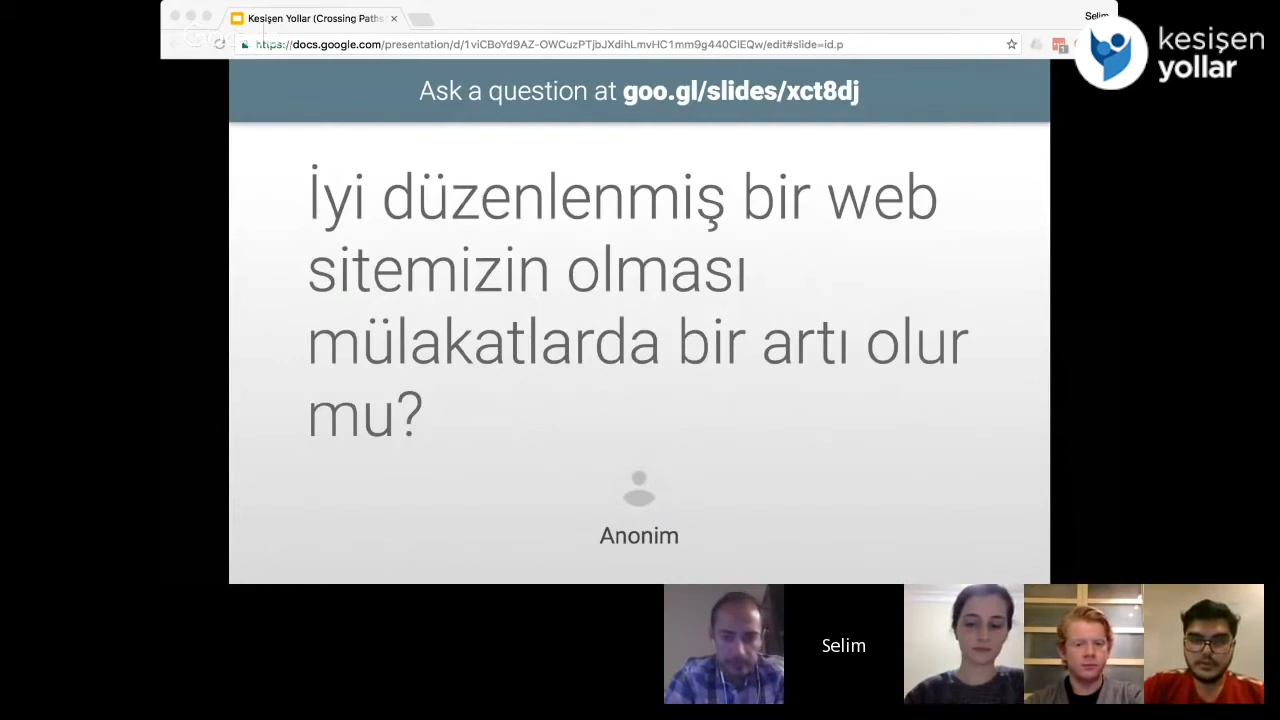 Kesişen Yollar (Crossing Paths
Selim
https://docs.google.com/presentation/d/1viCBoYd9AZ-OWCuzPTjbJXdihLmvHC1mm9g440ClEQw/edit#slide=id.p
kesişen
yollar
Ask a question at goo.gl/slides/xct8dj
İyi düzenlenmiş bir web
sitemizin olması
mülakatlarda bir artı olur
mu?
Anonim
Selim